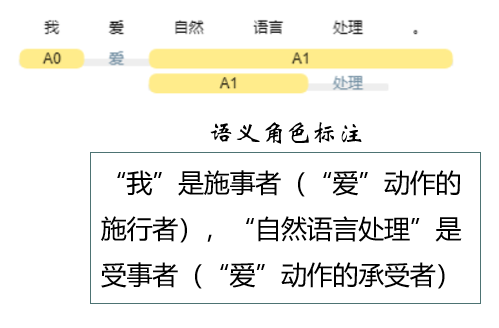 我 爱 自然 语言 处理 。
A0 爱 A1
A1 处理
语义角色标注
“我”是施事者（“爱”动作的
施行者），“自然语言处理”是
受事者（“爱”动作的承受者）